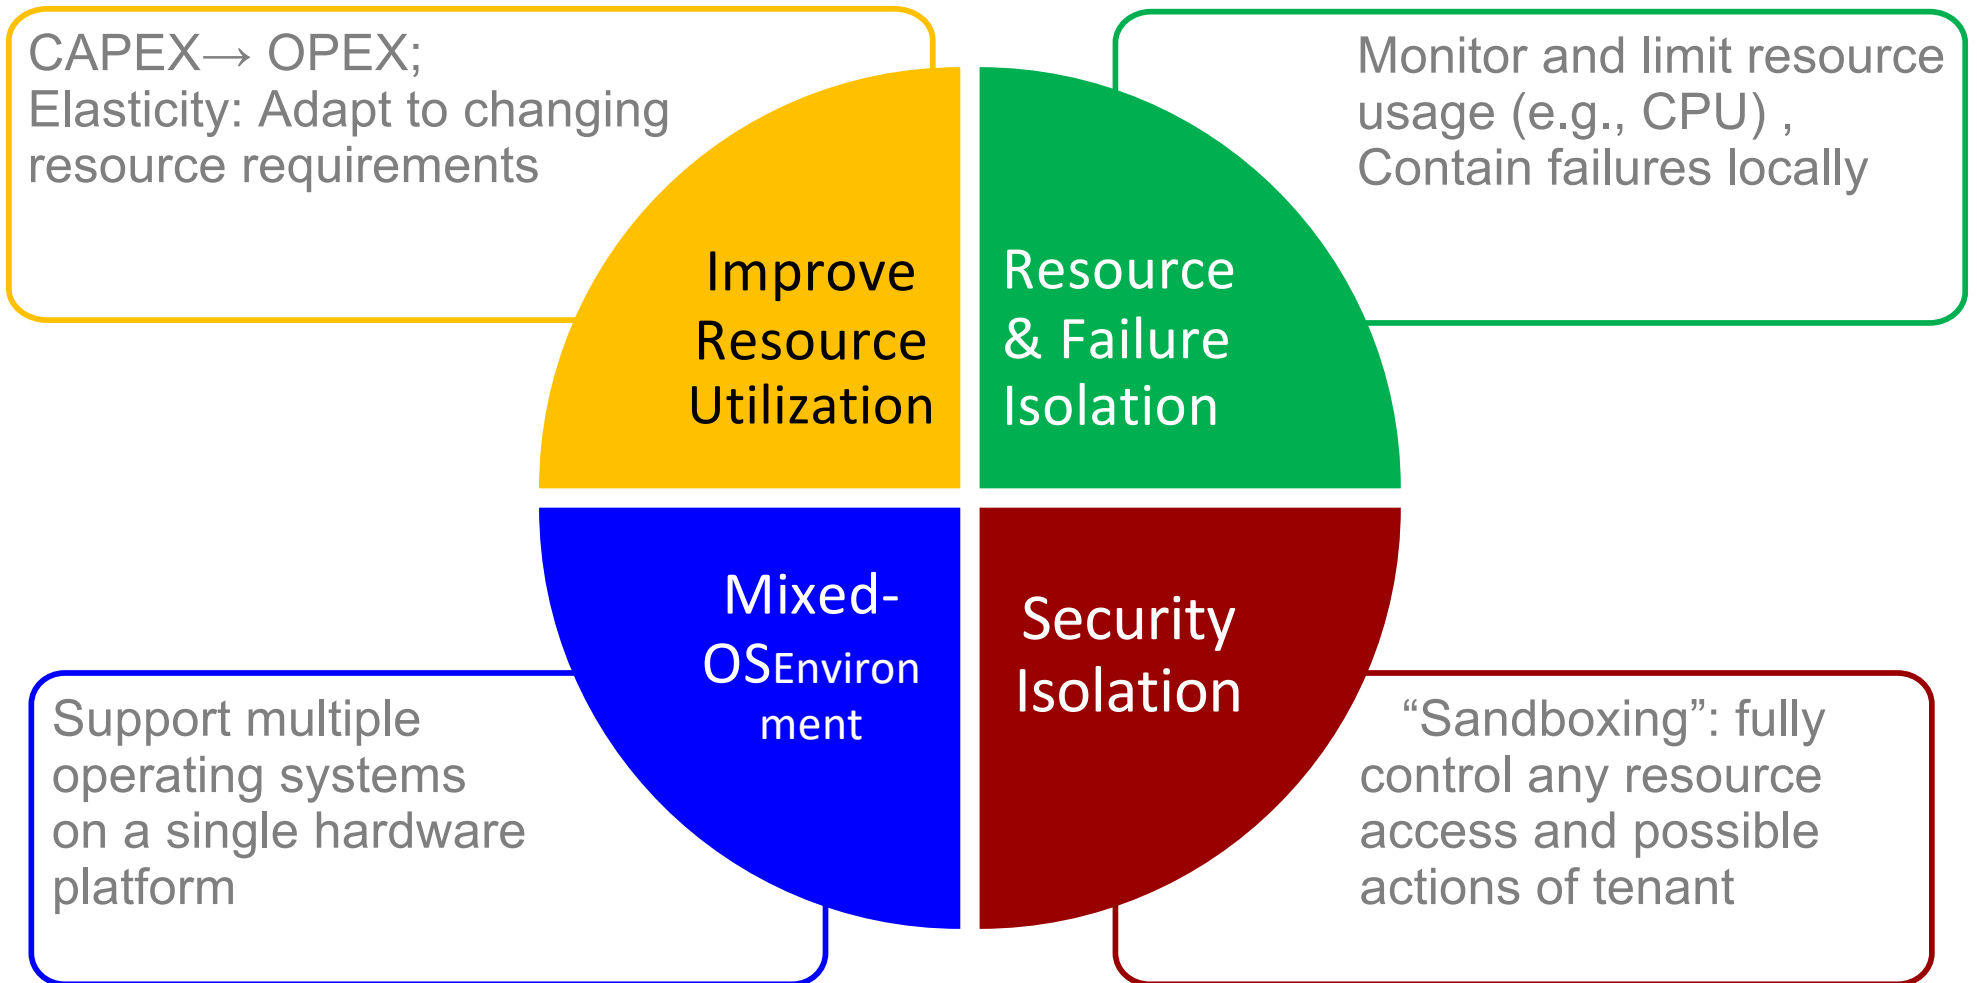 CAPEX→ OPEX;
Elasticity: Adapt to changing
resource requirements
Monitor and limit resource
usage (e.g., CPU) ,
Contain failures locally
Improve
Resource
Utilization
Resource
& Failure
Isolation
Mixed-
OSEnviron
ment
Security
Isolation
Support multiple
operating systems
on a single hardware
platform
“Sandboxing”: fully
control any resource
access and possible
actions of tenant